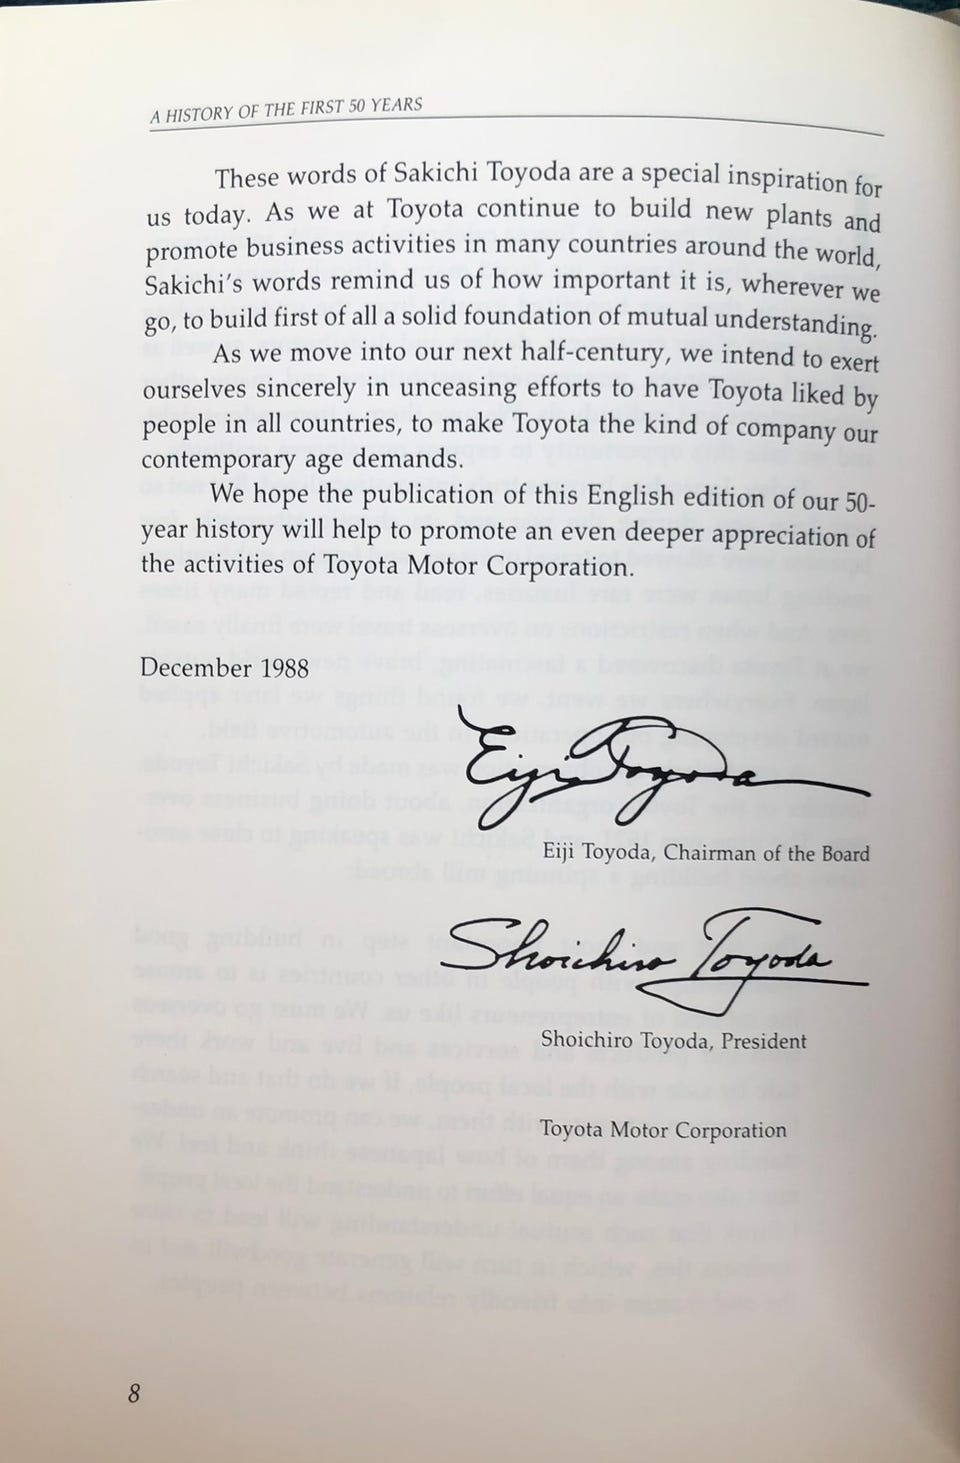 A HISTORY OF THE FIRST 50 YEARS
These words of Sakichi Toyoda are a special inspiration for
us today. As we at Toyota continue to build new plants and
promote business activities in many countries around the world,
Sakichi's words remind us of how important it is, wherever we
go, to build first of all a solid foundation of mutual understanding.
As we move into our next half-century, we intend to exert
ourselves sincerely in unceasing efforts to have Toyota liked by
people in all countries, to make Toyota the kind of company our
contemporary age demands.
We hope the publication of this English edition of our 50-
year history will help to promote an even deeper appreciation of
the activities of Toyota Motor Corporation.
December 1988
Eiji Toyoda
Eiji Toyoda, Chairman of the Board
Shoichiro Toyoda
Shoichiro Toyoda, President
Toyota Motor Corporation
8